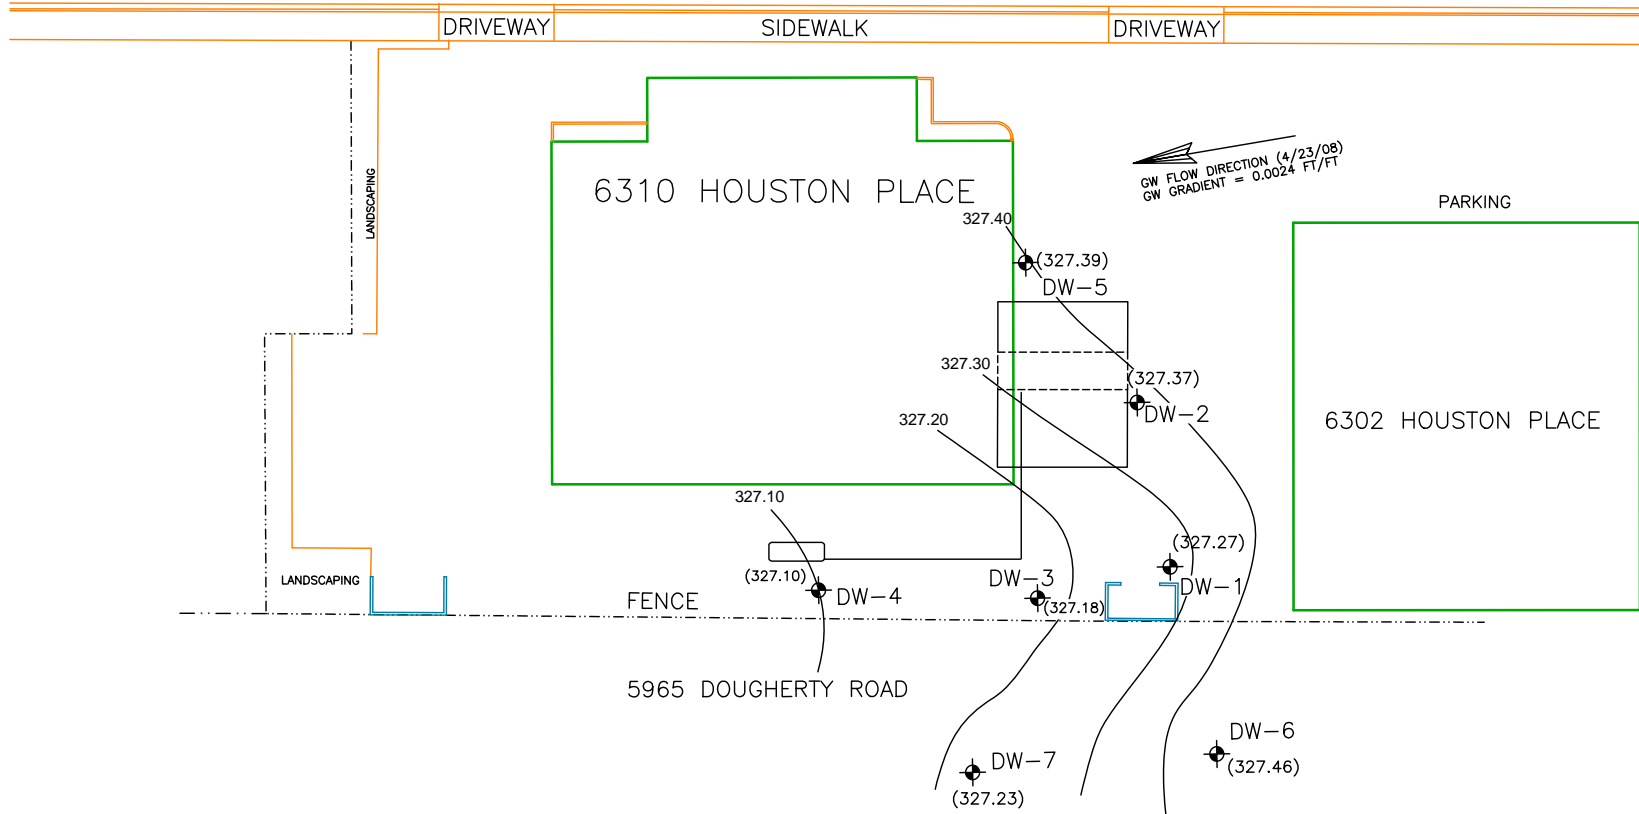 DRIVEWAY
SIDEWALK
DRIVEWAY
LANDSCAPING
6310 HOUSTON PLACE
GW FLOW DIRECTION (4/23/08)
GW GRADIENT = 0.0024 FT/FT
PARKING
327.40
(327.39)
DW-5
327.30
(327.37)
DW-2
327.20
6302 HOUSTON PLACE
327.10
(327.27)
(327.10)
DW-4
DW-3
(327.18)
DW-1
LANDSCAPING
FENCE
5965 DOUGHERTY ROAD
DW-6
(327.46)
DW-7
(327.23)